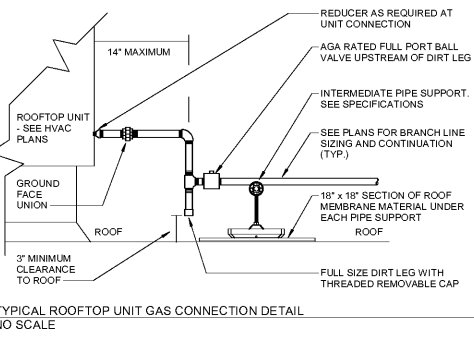 REDUCER AS REQUIRED AT
UNIT CONNECTION
14" MAXIMUM
AGA RATED FULL PORT BALL
VALVE UPSTREAM OF DIRT LEG
INTERMEDIATE PIPE SUPPORT.
SEE SPECIFICATIONS
ROOFTOP UNIT
- SEE HVAC
PLANS
SEE PLANS FOR BRANCH LINE
SIZING AND CONTINUATION
(TYP.)
GROUND
FACE
UNION
18" x 18" SECTION OF ROOF
MEMBRANE MATERIAL UNDER
EACH PIPE SUPPORT
ROOF
ROOF
3" MINIMUM
CLEARANCE
TO ROOF
FULL SIZE DIRT LEG WITH
THREADED REMOVABLE CAP
TYPICAL ROOFTOP UNIT GAS CONNECTION DETAIL
NO SCALE